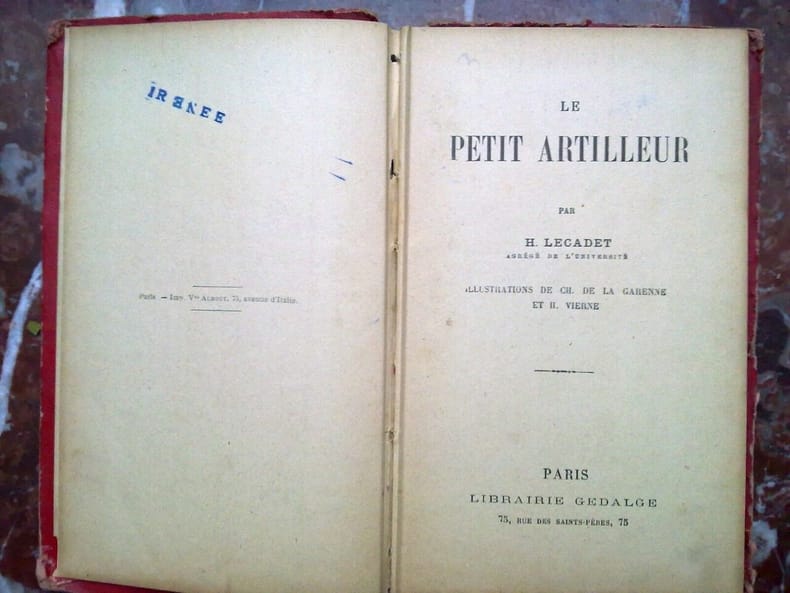 IRENEE
Paris — Imp. Vve ALBOUY, 75, avenue d'Italie.
LE
PETIT ARTILLEUR
PAR
H. LECADET
AGRÉGÉ DE L'UNIVERSITÉ
ILLUSTRATIONS DE CH. DE LA GARENNE
ET H. VIERNE
PARIS
LIBRAIRIE GEDALGE
75, RUE DES SAINTS-PÈRES, 75